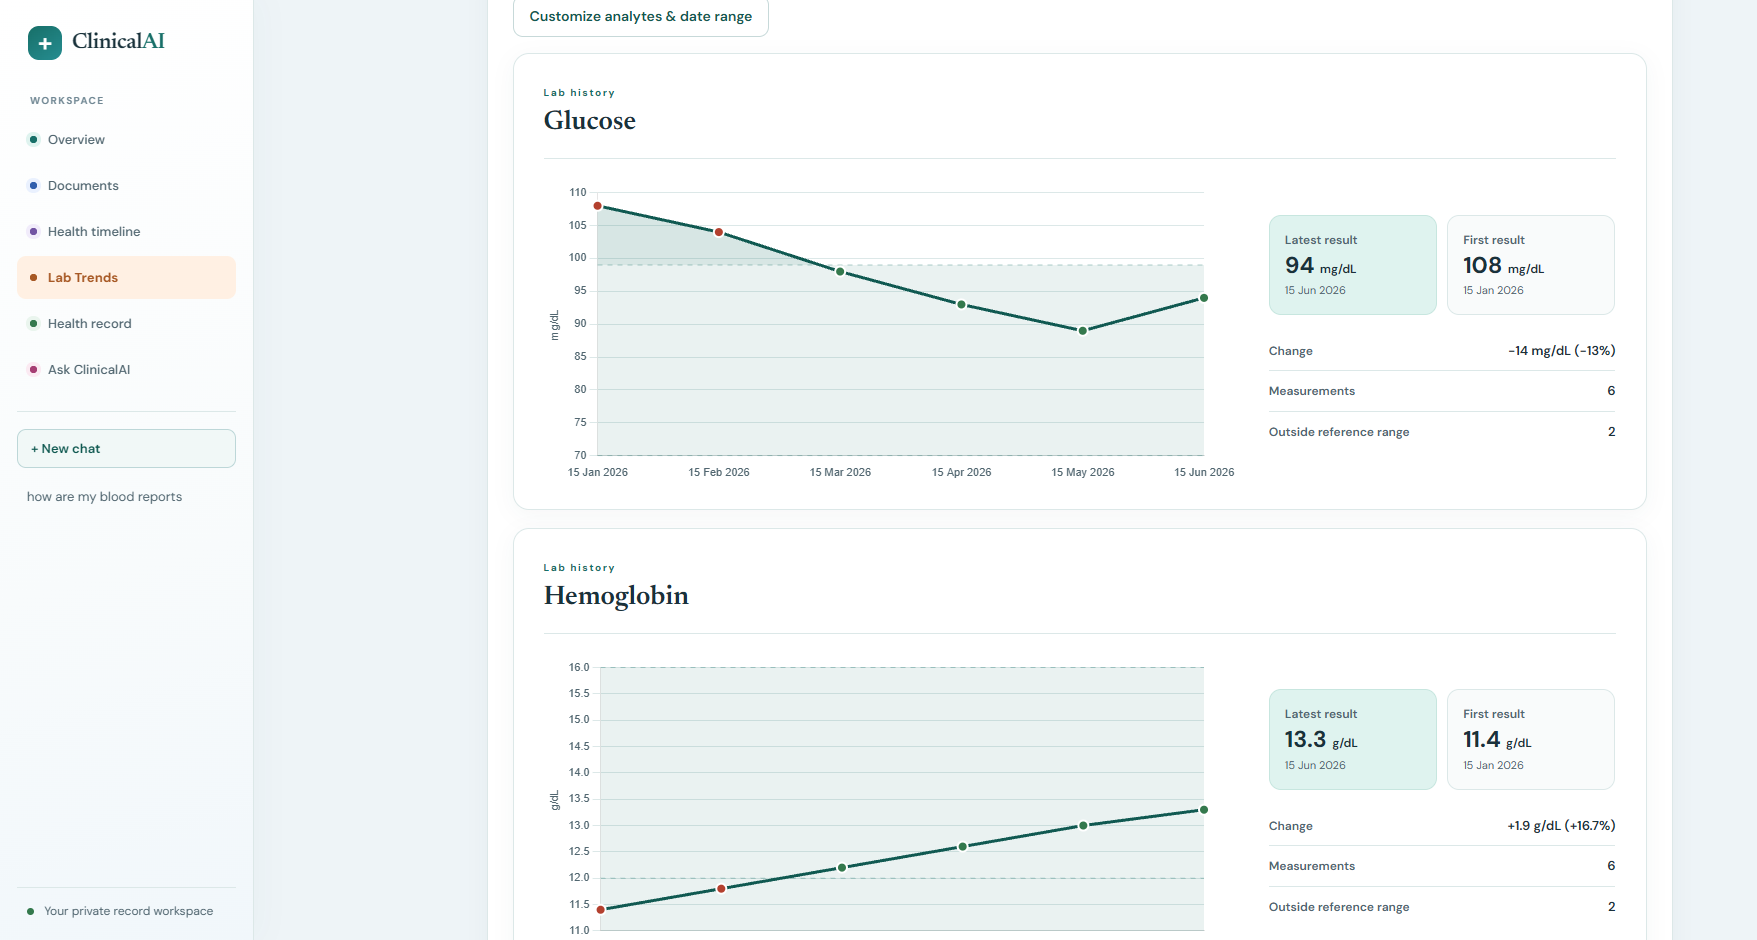 ClinicalAI
WORKSPACE
Overview
Documents
Health timeline
Lab Trends
Health record
Ask ClinicalAI
+ New chat
how are my blood reports
Your private record workspace
Customize analytes & date range
Lab history
Glucose
110
105
100
95
90
85
80
75
70
mg/dL
15 Jan 2026
15 Feb 2026
15 Mar 2026
15 Apr 2026
15 May 2026
15 Jun 2026
Latest result
94 mg/dL
15 Jun 2026
First result
108 mg/dL
15 Jan 2026
Change
-14 mg/dL (-13%)
Measurements
6
Outside reference range
2
Lab history
Hemoglobin
16.0
15.5
15.0
14.5
14.0
13.5
13.0
12.5
12.0
11.5
11.0
g/dL
Latest result
13.3 g/dL
15 Jun 2026
First result
11.4 g/dL
15 Jan 2026
Change
+1.9 g/dL (+16.7%)
Measurements
6
Outside reference range
2